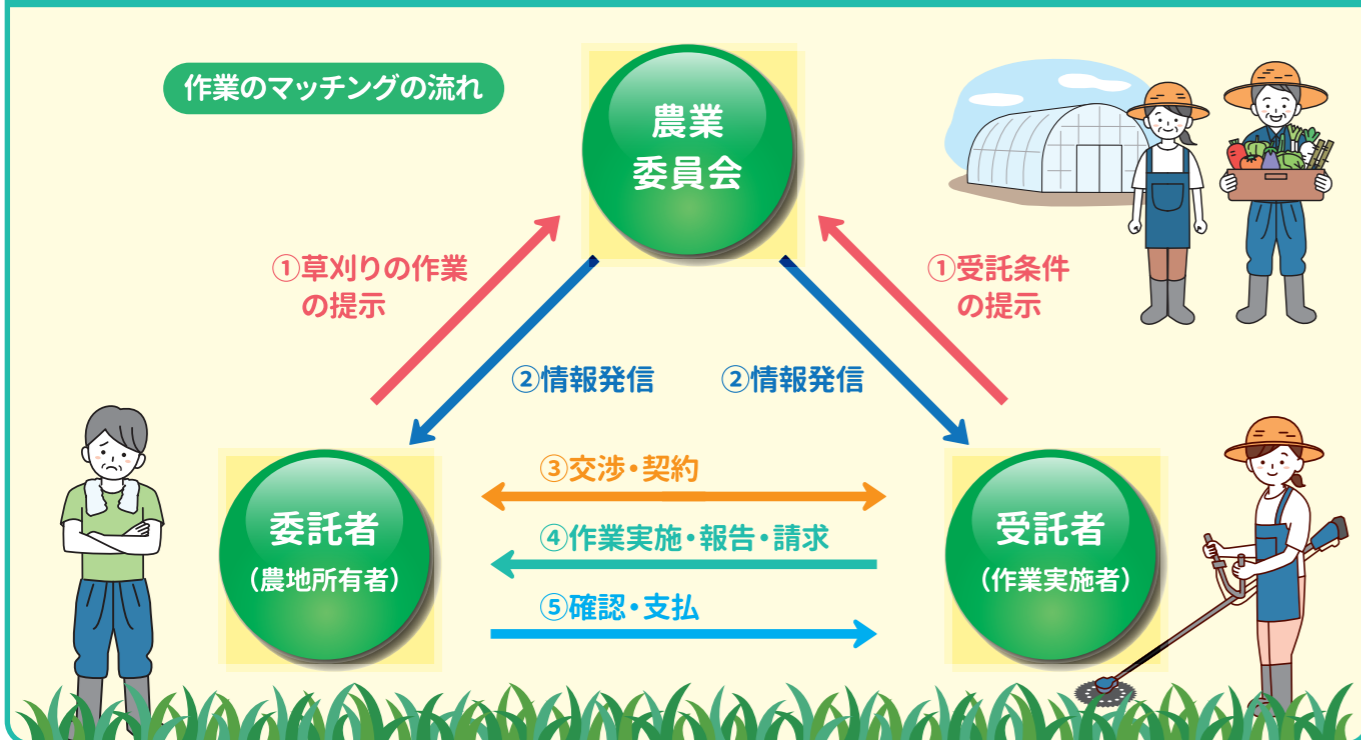 作業のマッチングの流れ
農業
委員会
①草刈りの作業
の提示
①受託条件
の提示
②情報発信
②情報発信
③交渉・契約
委託者
(農地所有者)
受託者
(作業実施者)
④作業実施・報告・請求
⑤確認・支払